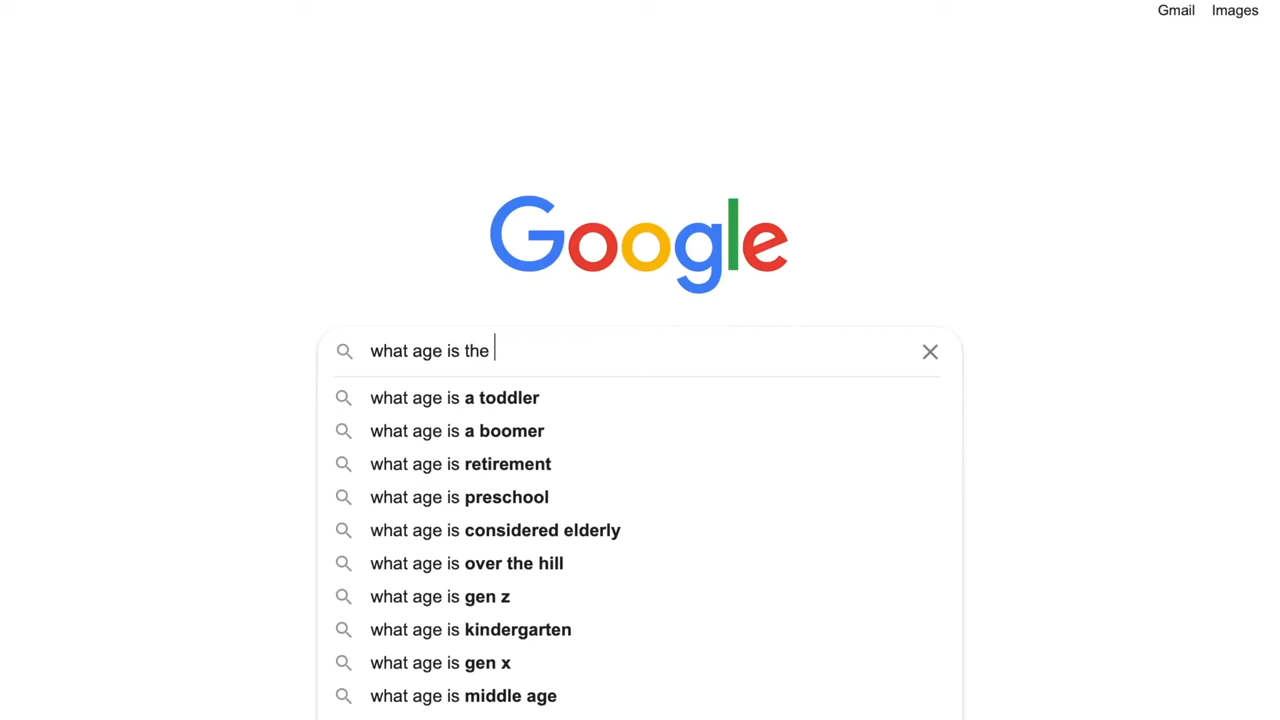 Gmail Images
Google
what age is the
what age is a toddler
what age is a boomer
what age is retirement
what age is preschool
what age is considered elderly
what age is over the hill
what age is gen z
what age is kindergarten
what age is gen x
what age is middle age